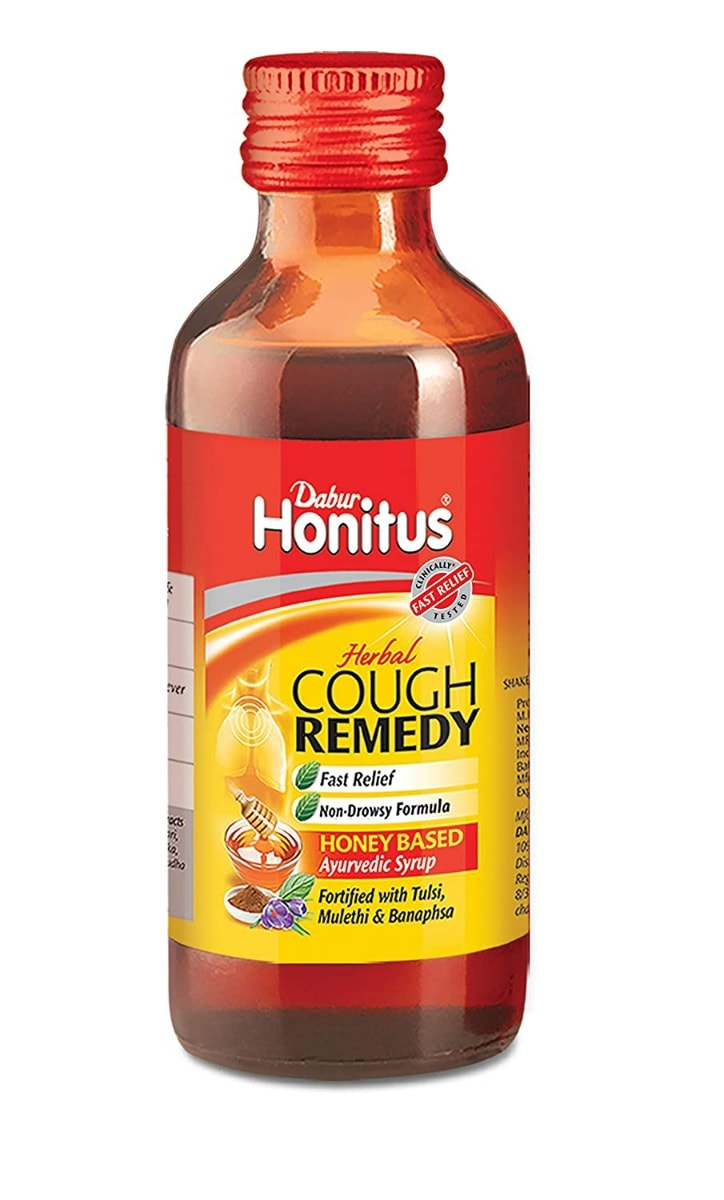 Dabur
Honitus®
CLINICALLY*
FAST RELIEF
TESTED
Herbal
COUGH
REMEDY
Fast Relief
Non-Drowsy Formula
HONEY BASED
Ayurvedic Syrup
Fortified with Tulsi,
Mulethi & Banaphsa
SHAKE